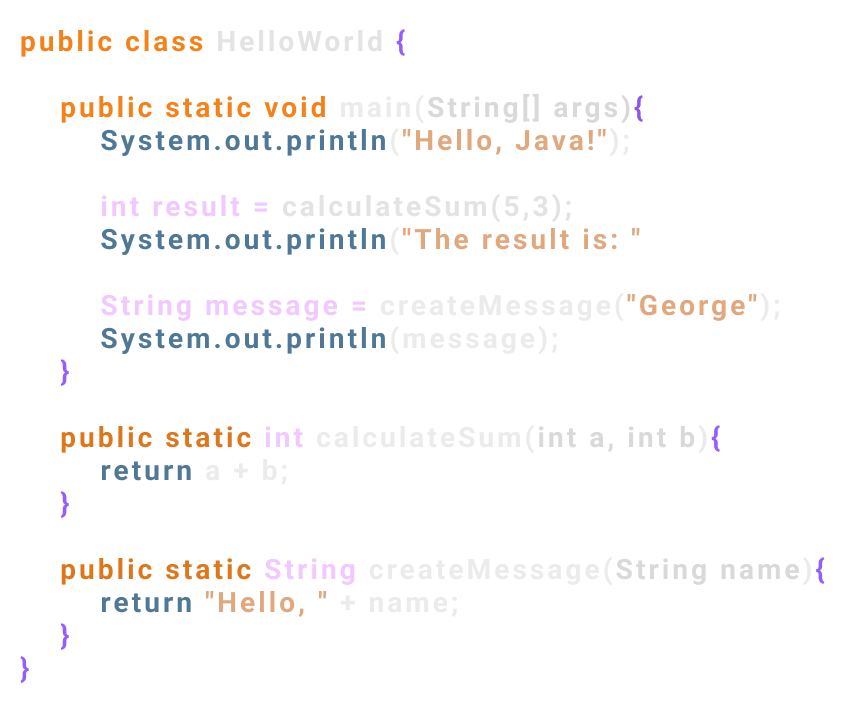 public class HelloWorld {
public static void main(String[] args){
System.out.println("Hello, Java!");
int result = calculateSum(5,3);
System.out.println("The result is: "
String message = createMessage("George");
System.out.println(message);
}
public static int calculateSum(int a, int b){
return a + b;
}
public static String createMessage(String name){
return "Hello, " + name;
}
}